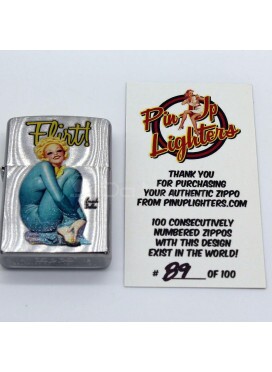 Flirt!
Pin Up
Lighters
THANK YOU
FOR PURCHASING
YOUR AUTHENTIC ZIPPO
FROM PINUPLIGHTERS.COM
100 CONSECUTIVELY
NUMBERED ZIPPOS
WITH THIS DESIGN
EXIST IN THE WORLD!
# 89 OF 100